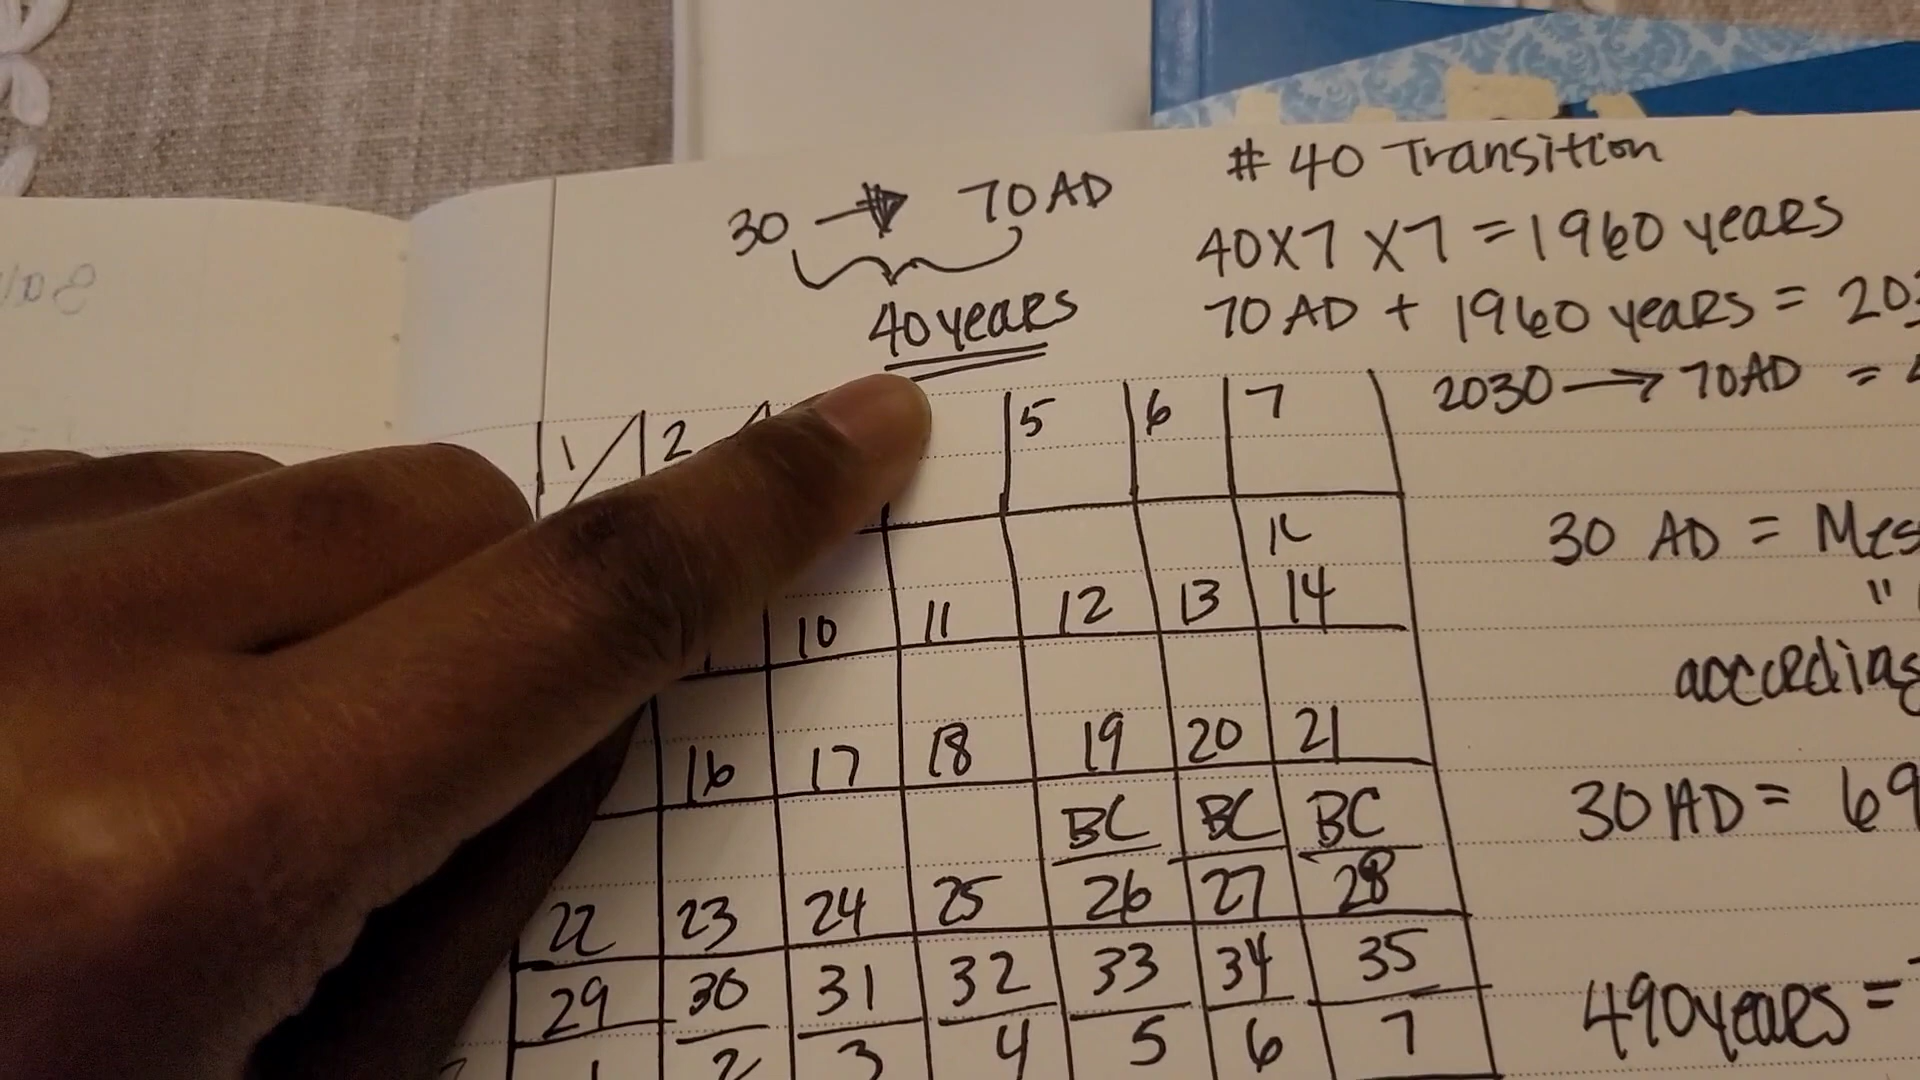 # 40 Transition
30 → 70 AD
40 years
40 x 7 x 7 = 1960 years
70 AD + 1960 years = 20
2030 → 70 AD =
1 2 5 6 7
30 AD =
10 11 12 13 14
16 17 18 19 20 21
30 AD = 69
BC BC BC
22 23 24 25 26 27 28
29 30 31 32 33 34 35
490 years =
1 2 3 4 5 6 7